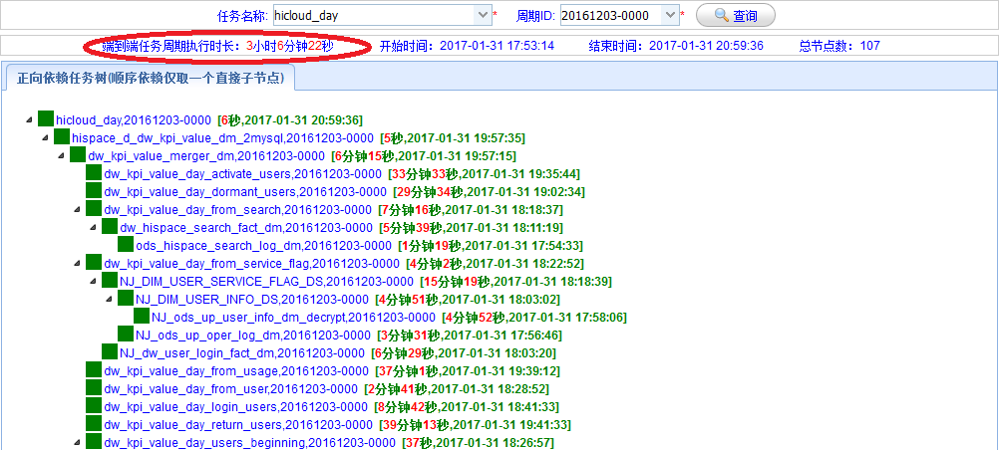 任务名称: hicloud_day * 周期ID: 20161203-0000 * 查询
端到端任务周期执行时长：3小时6分钟22秒 开始时间：2017-01-31 17:53:14 结束时间：2017-01-31 20:59:36 总节点数：107
正向依赖任务树(顺序依赖仅取一个直接子节点)
hicloud_day,20161203-0000 [6秒,2017-01-31 20:59:36]
hispace_d_dw_kpi_value_dm_2mysql,20161203-0000 [5秒,2017-01-31 19:57:35]
dw_kpi_value_merger_dm,20161203-0000 [6分钟15秒,2017-01-31 19:57:15]
dw_kpi_value_day_activate_users,20161203-0000 [33分钟33秒,2017-01-31 19:35:44]
dw_kpi_value_day_dormant_users,20161203-0000 [29分钟34秒,2017-01-31 19:02:34]
dw_kpi_value_day_from_search,20161203-0000 [7分钟16秒,2017-01-31 18:18:37]
dw_hispace_search_fact_dm,20161203-0000 [5分钟39秒,2017-01-31 18:11:19]
ods_hispace_search_log_dm,20161203-0000 [1分钟19秒,2017-01-31 17:54:33]
dw_kpi_value_day_from_service_flag,20161203-0000 [4分钟2秒,2017-01-31 18:22:52]
NJ_DIM_USER_SERVICE_FLAG_DS,20161203-0000 [15分钟19秒,2017-01-31 18:18:39]
NJ_DIM_USER_INFO_DS,20161203-0000 [4分钟51秒,2017-01-31 18:03:02]
NJ_ods_up_user_info_dm_decrypt,20161203-0000 [4分钟52秒,2017-01-31 17:58:06]
NJ_ods_up_oper_log_dm,20161203-0000 [3分钟31秒,2017-01-31 17:56:46]
NJ_dw_user_login_fact_dm,20161203-0000 [6分钟29秒,2017-01-31 18:03:20]
dw_kpi_value_day_from_usage,20161203-0000 [37分钟1秒,2017-01-31 19:39:12]
dw_kpi_value_day_from_user,20161203-0000 [2分钟41秒,2017-01-31 18:28:52]
dw_kpi_value_day_login_users,20161203-0000 [8分钟42秒,2017-01-31 18:41:33]
dw_kpi_value_day_return_users,20161203-0000 [39分钟13秒,2017-01-31 19:41:33]
dw_kpi_value_day_users_beginning,20161203-0000 [37秒,2017-01-31 18:26:57]